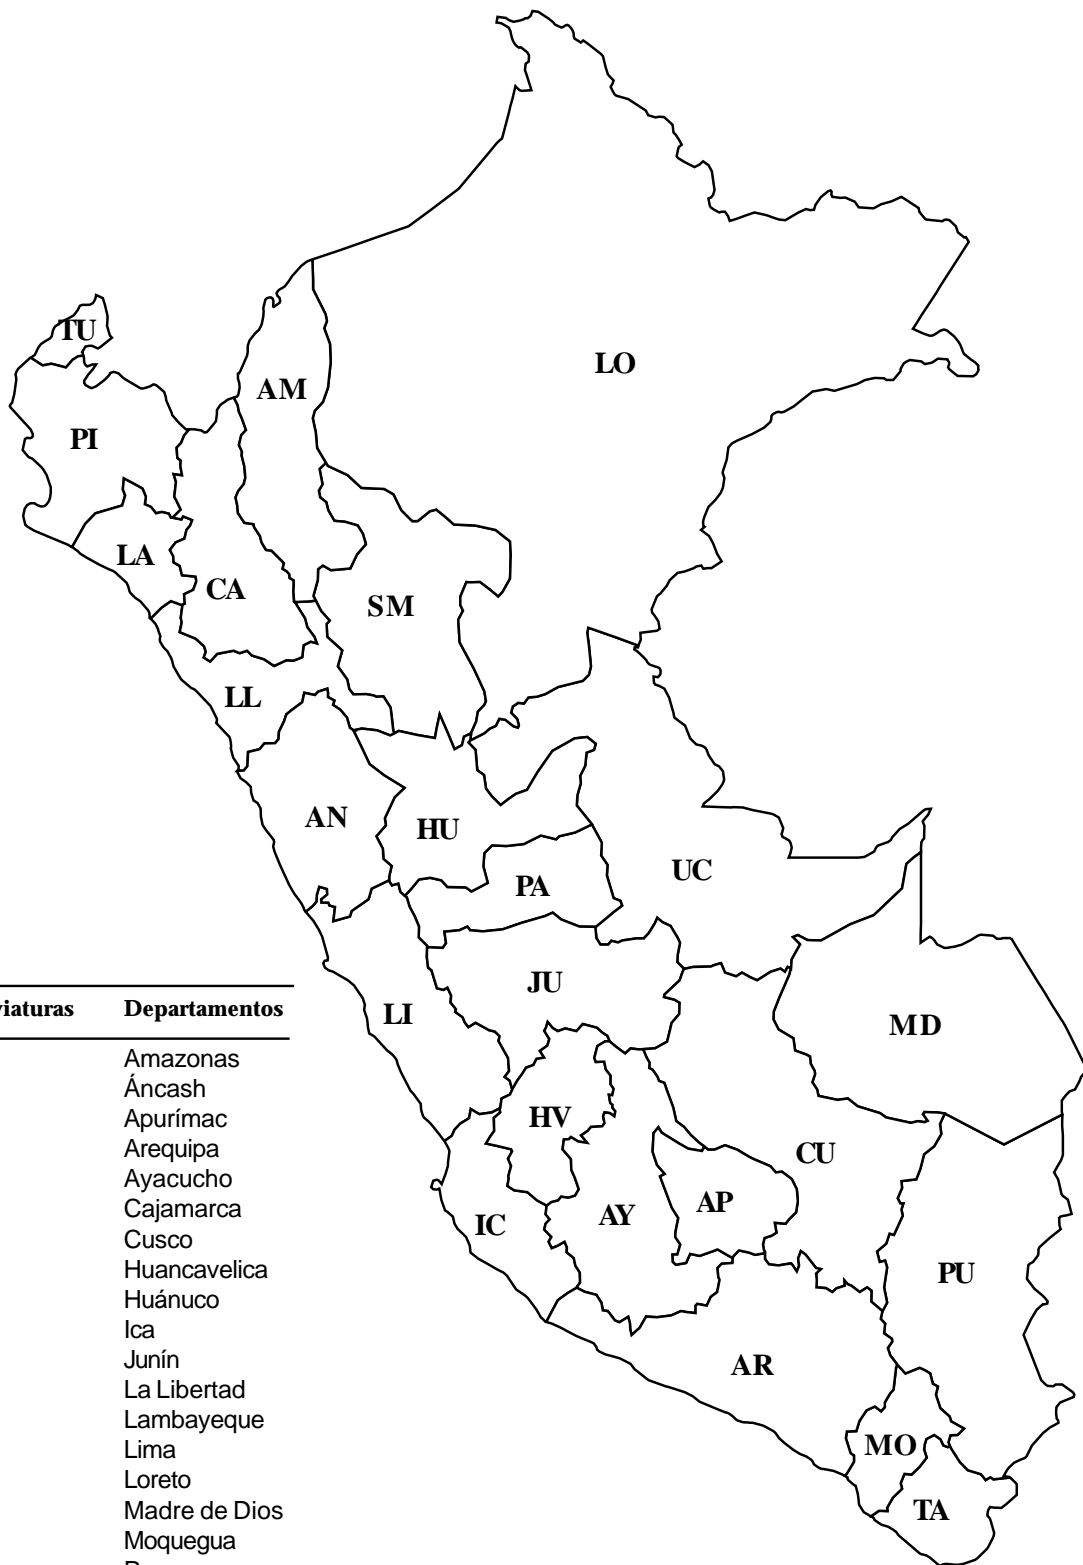 TU
LO
AM
PI
LA
CA
SM
LL
AN
HU
UC
PA
JU
LI
MD
HV
CU
AP
AY
IC
PU
AR
MO
TA
viaturas Departamentos
Amazonas
Áncash
Apurímac
Arequipa
Ayacucho
Cajamarca
Cusco
Huancavelica
Huánuco
Ica
Junín
La Libertad
Lambayeque
Lima
Loreto
Madre de Dios
Moquegua